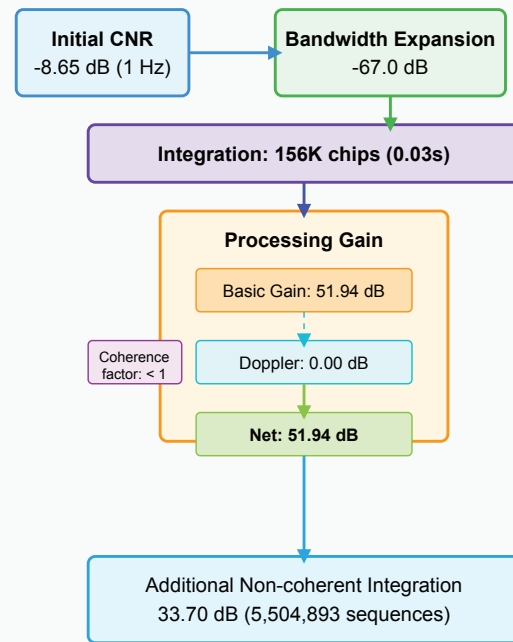 Initial CNR
-8.65 dB (1 Hz)
Bandwidth Expansion
-67.0 dB
Integration: 156K chips (0.03s)
Processing Gain
Basic Gain: 51.94 dB
Coherence
factor: < 1
Doppler: 0.00 dB
Net: 51.94 dB
Additional Non-coherent Integration
33.70 dB (5,504,893 sequences)